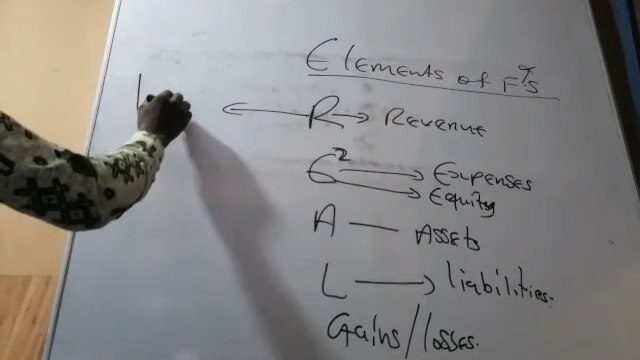 Elements of F'S
R → Revenue
E² → Expenses
→ Equity
A — Assets
L → liabilities.
Gains/losses.